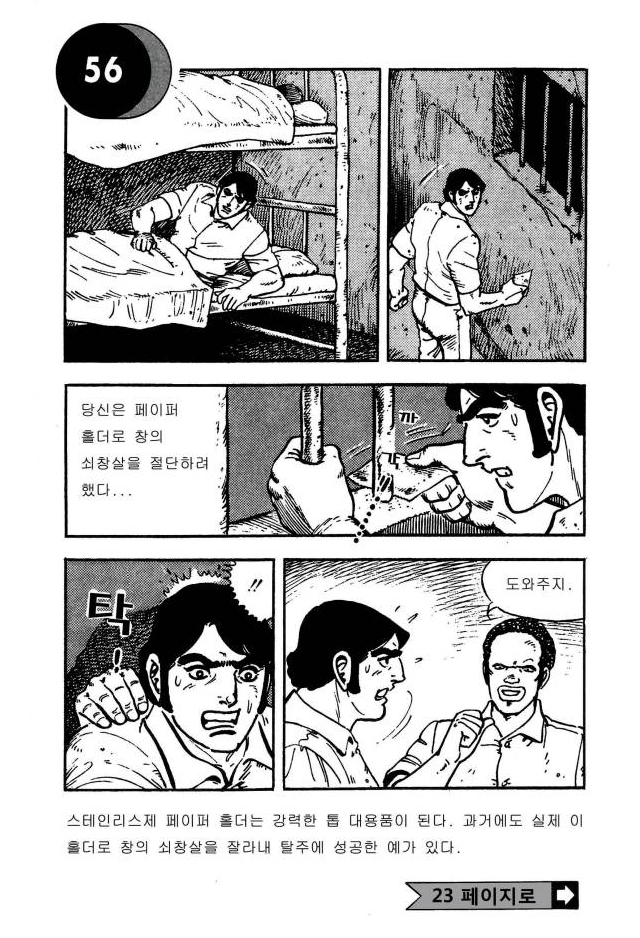 56
당신은 페이퍼
홀더로 창의
쇠창살을 절단하려
했다...
까
깍
탁
!!
도와주지.
스테인리스제 페이퍼 홀더는 강력한 톱 대용품이 된다. 과거에도 실제 이
홀더로 창의 쇠창살을 잘라내 탈주에 성공한 예가 있다.
23 페이지로